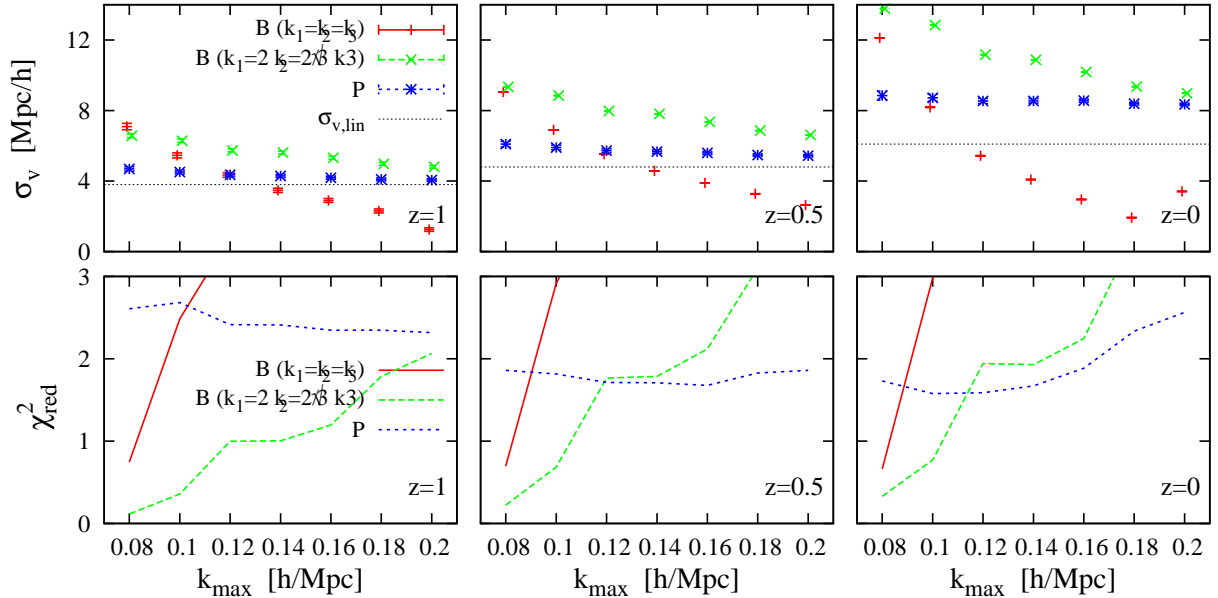 B (k₁=k₂=k₃)
B (k₁=2 k₂=2/√3 k3)
P
σᵥ,lin
σᵥ [Mpc/h]
12
8
4
0
z=1
z=0.5
z=0
3
2
1
0
χ²red
B (k₁=k₂=k₃)
B (k₁=2 k₂=2/√3 k3)
P
z=1
z=0.5
z=0
0.08 0.1 0.12 0.14 0.16 0.18 0.2
0.08 0.1 0.12 0.14 0.16 0.18 0.2
0.08 0.1 0.12 0.14 0.16 0.18 0.2
kmax [h/Mpc]
kmax [h/Mpc]
kmax [h/Mpc]